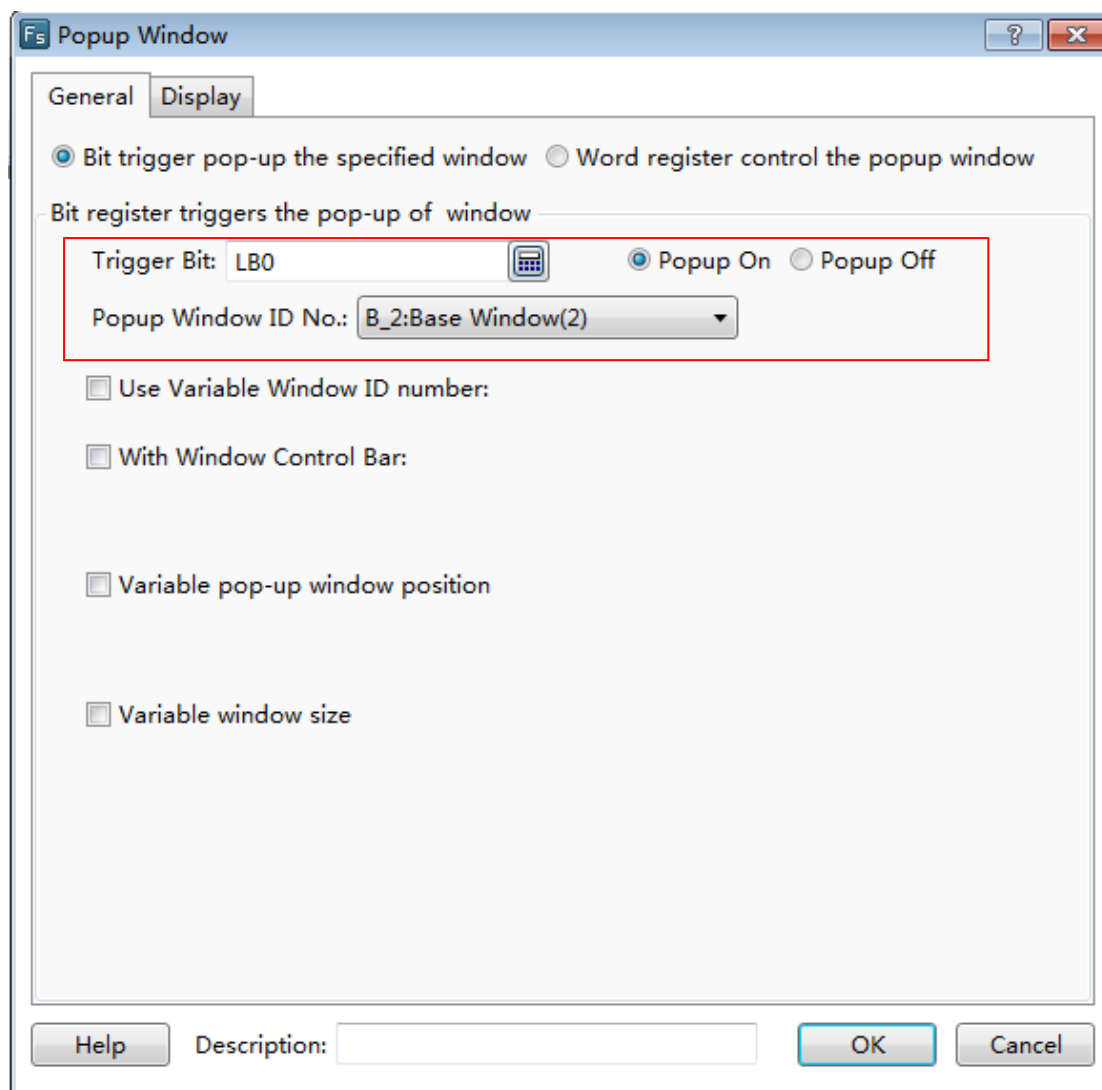 Fs Popup Window
General Display
Bit trigger pop-up the specified window Word register control the popup window
Bit register triggers the pop-up of window
Trigger Bit: LB0 Popup On Popup Off
Popup Window ID No.: B_2:Base Window(2)
Use Variable Window ID number:
With Window Control Bar:
Variable pop-up window position
Variable window size
Help Description: OK Cancel